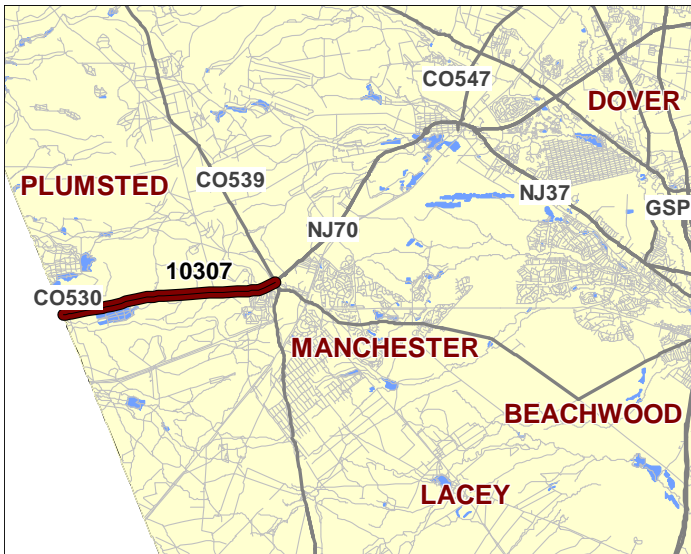 CO547
DOVER
PLUMSTED
CO539
NJ37
GSP
NJ70
10307
CO530
MANCHESTER
BEACHWOOD
LACEY